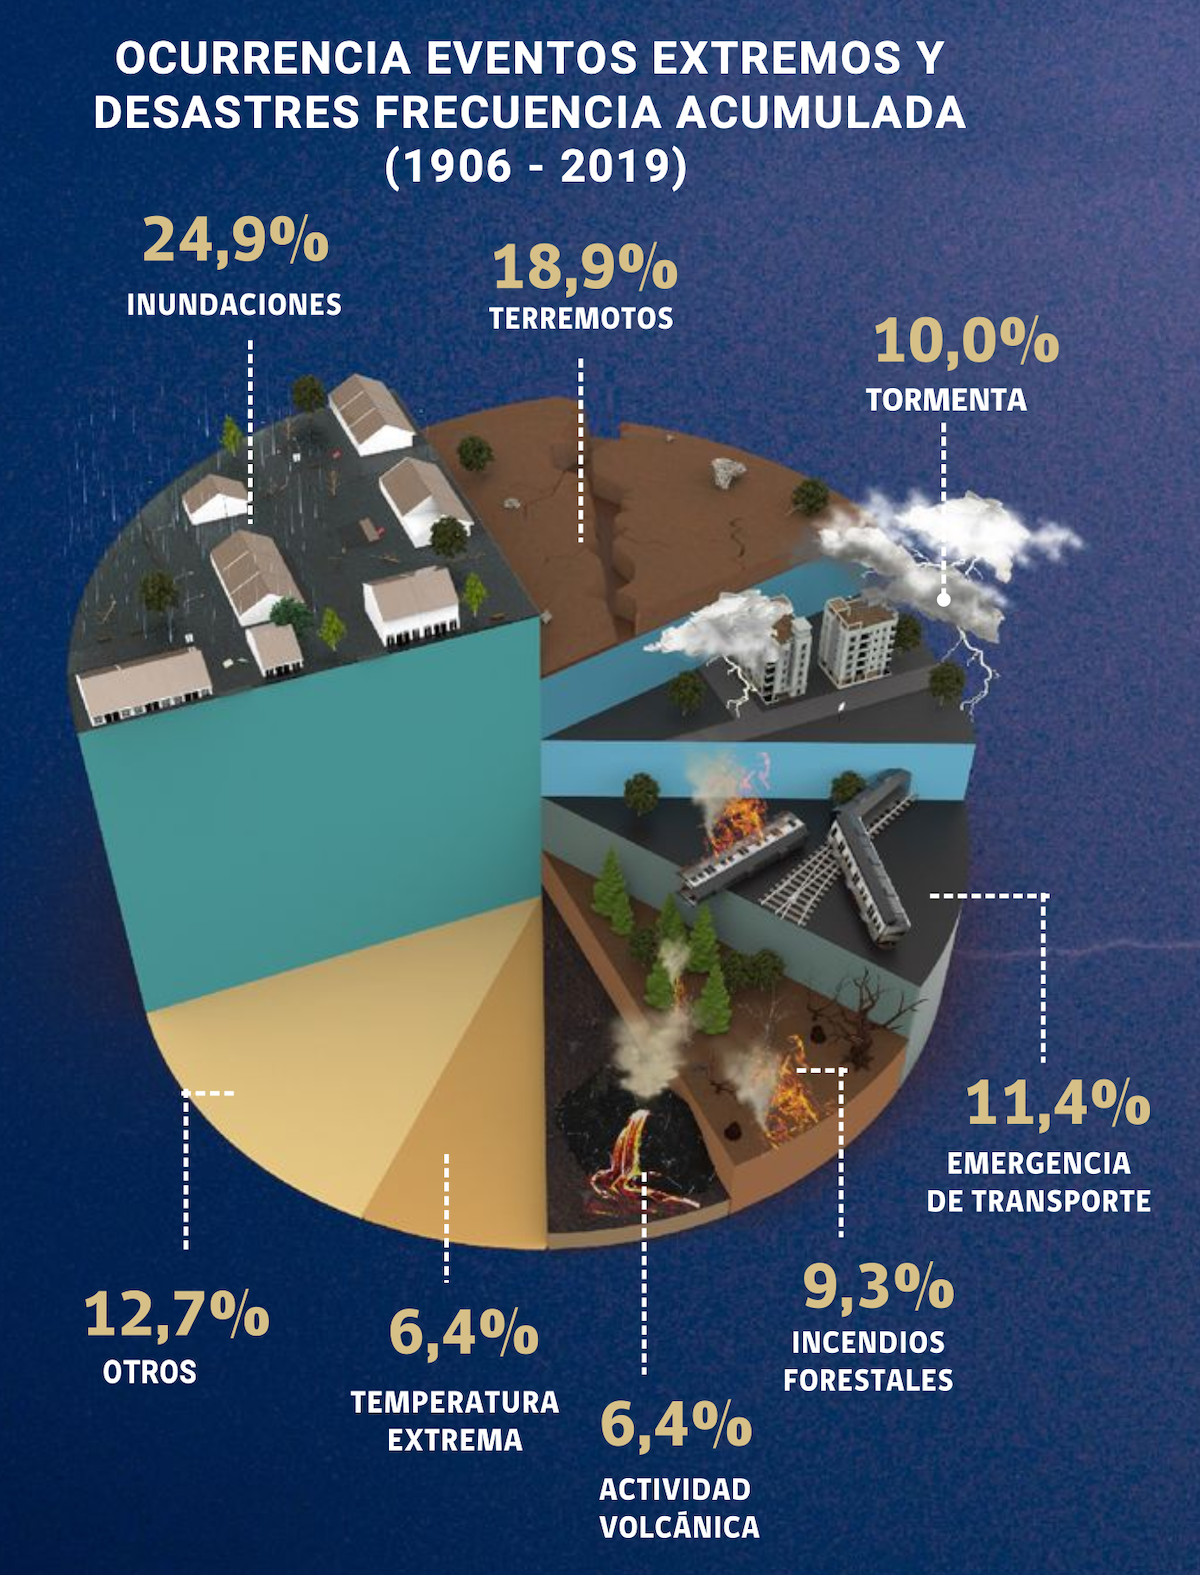 OCURRENCIA EVENTOS EXTREMOS Y
DESASTRES FRECUENCIA ACUMULADA
(1906 - 2019)
24,9%
INUNDACIONES
18,9%
TERREMOTOS
10,0%
TORMENTA
11,4%
EMERGENCIA
DE TRANSPORTE
9,3%
INCENDIOS
FORESTALES
6,4%
ACTIVIDAD
VOLCÁNICA
6,4%
TEMPERATURA
EXTREMA
12,7%
OTROS